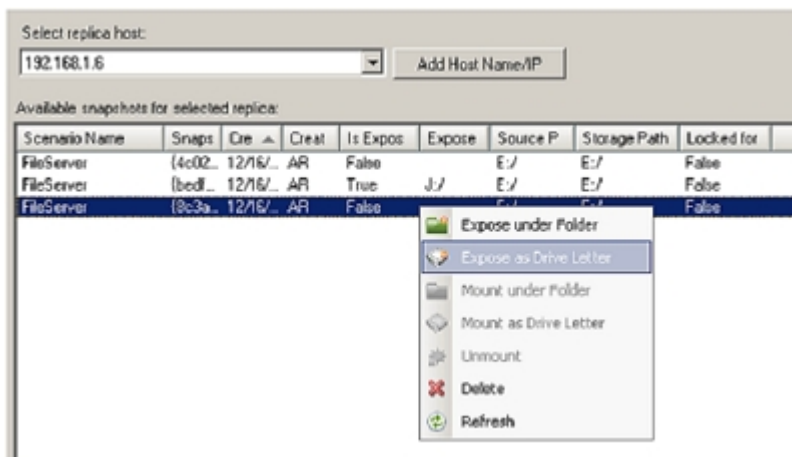 Select replica host:
192.168.1.6 Add Host Name/IP
Available snapshots for selected replica:
Scenario Name Snaps Cre Creat Is Expos Expose Source P Storage Path Locked for
FileServer {4c02... 12/16/... AR False E:/ E:/ False
FileServer {bedf... 12/16/... AR True J:/ E:/ E:/ False
FileServer {8c3a... 12/16/... AR False
Expose under Folder
Expose as Drive Letter
Mount under Folder
Mount as Drive Letter
Unmount
Delete
Refresh